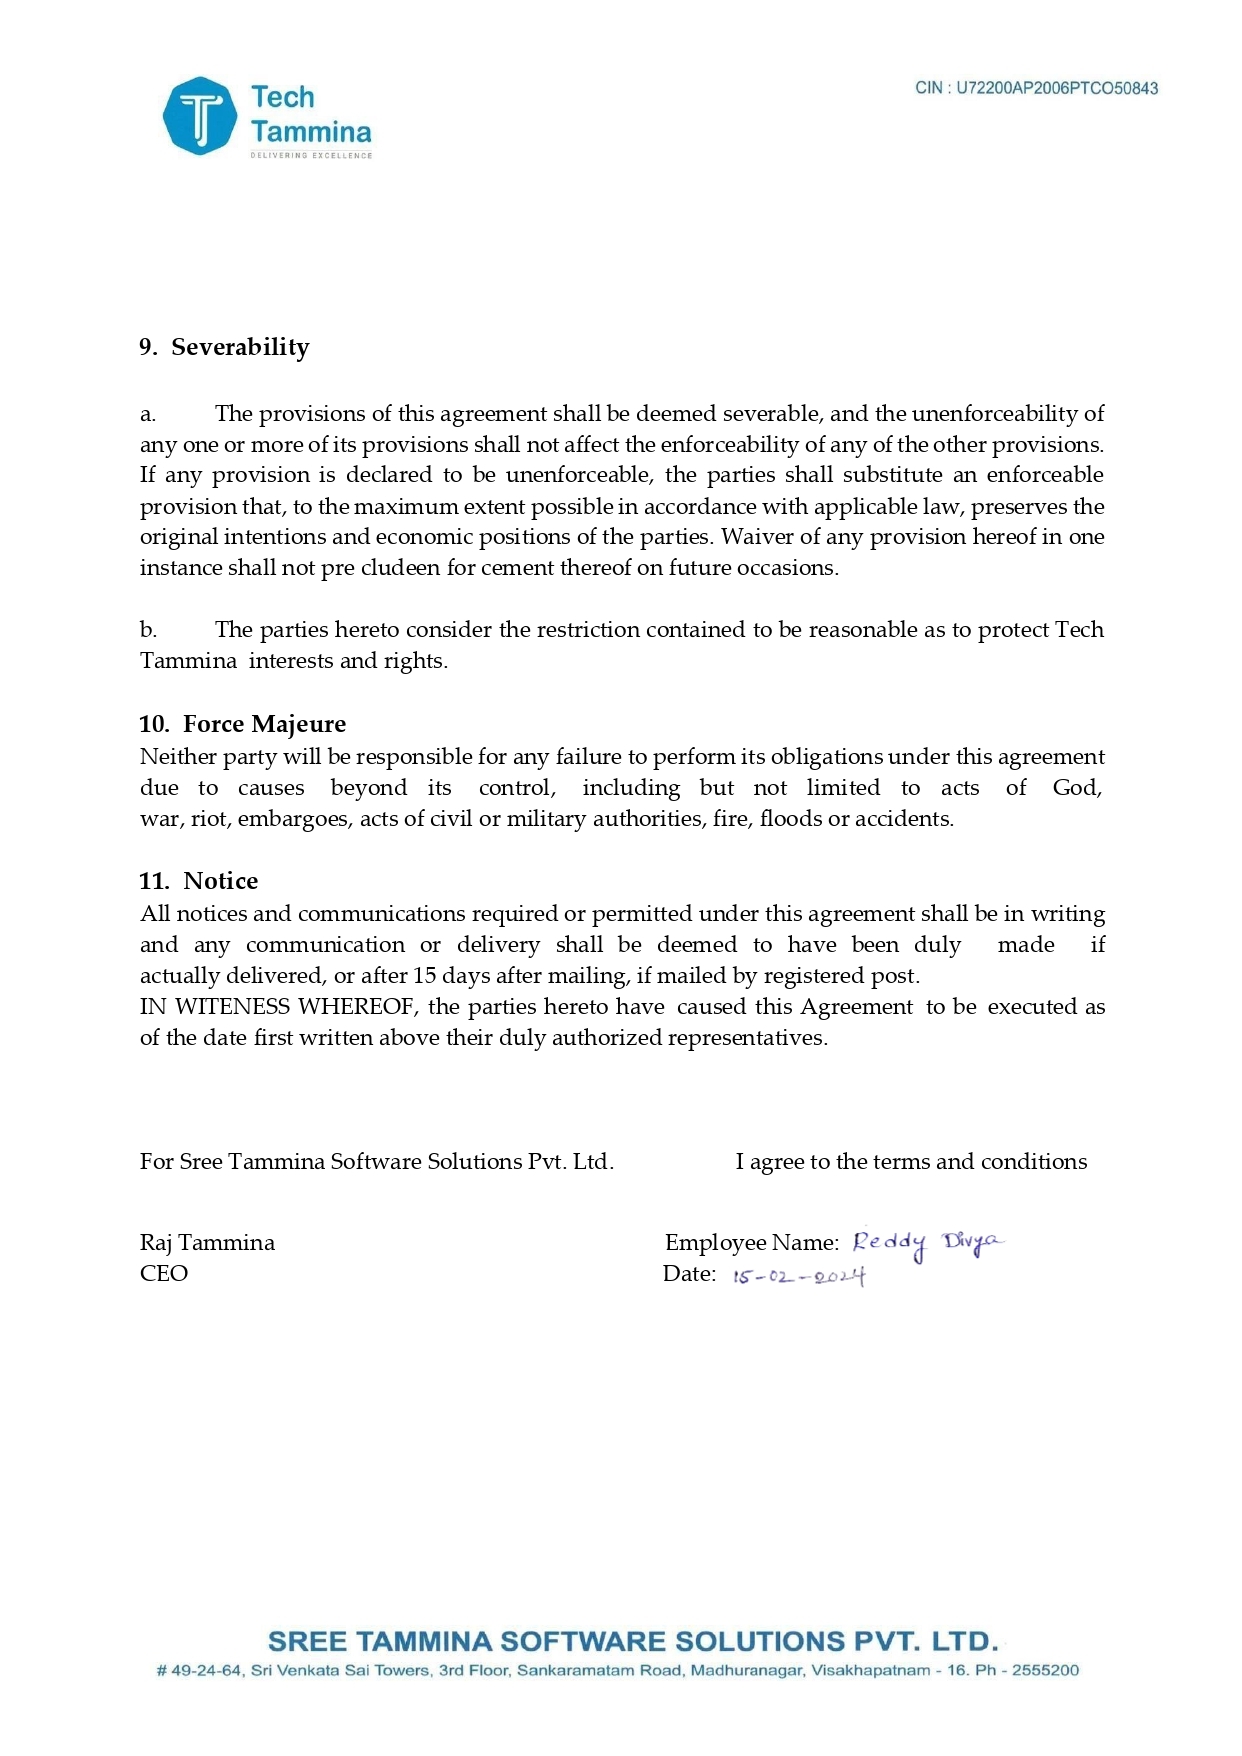 Tech
Tammina
DELIVERING EXCELLENCE
CIN : U72200AP2006PTCO50843
9. Severability
a. The provisions of this agreement shall be deemed severable, and the unenforceability of
any one or more of its provisions shall not affect the enforceability of any of the other provisions.
If any provision is declared to be unenforceable, the parties shall substitute an enforceable
provision that, to the maximum extent possible in accordance with applicable law, preserves the
original intentions and economic positions of the parties. Waiver of any provision hereof in one
instance shall not pre cludeen for cement thereof on future occasions.
b. The parties hereto consider the restriction contained to be reasonable as to protect Tech
Tammina interests and rights.
10. Force Majeure
Neither party will be responsible for any failure to perform its obligations under this agreement
due to causes beyond its control, including but not limited to acts of God,
war, riot, embargoes, acts of civil or military authorities, fire, floods or accidents.
11. Notice
All notices and communications required or permitted under this agreement shall be in writing
and any communication or delivery shall be deemed to have been duly made if
actually delivered, or after 15 days after mailing, if mailed by registered post.
IN WITENESS WHEREOF, the parties hereto have caused this Agreement to be executed as
of the date first written above their duly authorized representatives.
For Sree Tammina Software Solutions Pvt. Ltd. I agree to the terms and conditions
Raj Tammina Employee Name: Reddy Divya
CEO Date: 15-02-2024
SREE TAMMINA SOFTWARE SOLUTIONS PVT. LTD.
# 49-24-64, Sri Venkata Sai Towers, 3rd Floor, Sankaramatam Road, Madhuranagar, Visakhapatnam - 16. Ph - 2555200